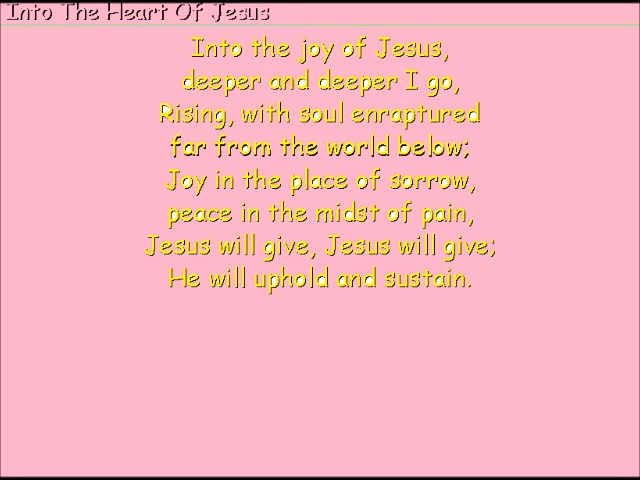 Into The Heart Of Jesus
Into the joy of Jesus,
deeper and deeper I go,
Rising, with soul enraptured
far from the world below;
Joy in the place of sorrow,
peace in the midst of pain,
Jesus will give, Jesus will give;
He will uphold and sustain.